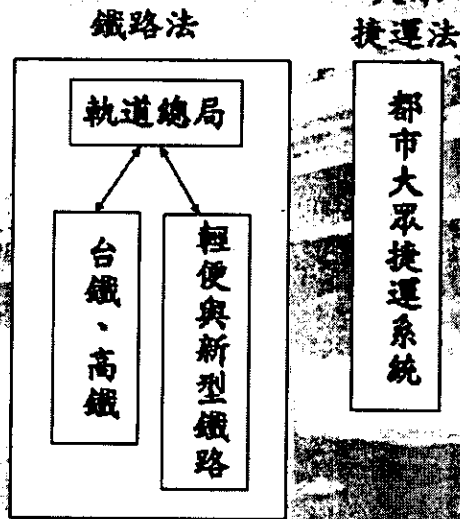 鐵路法
捷運法
軌道總局
台鐵、高鐵
輕便與新型鐵路
都市大眾捷運系統